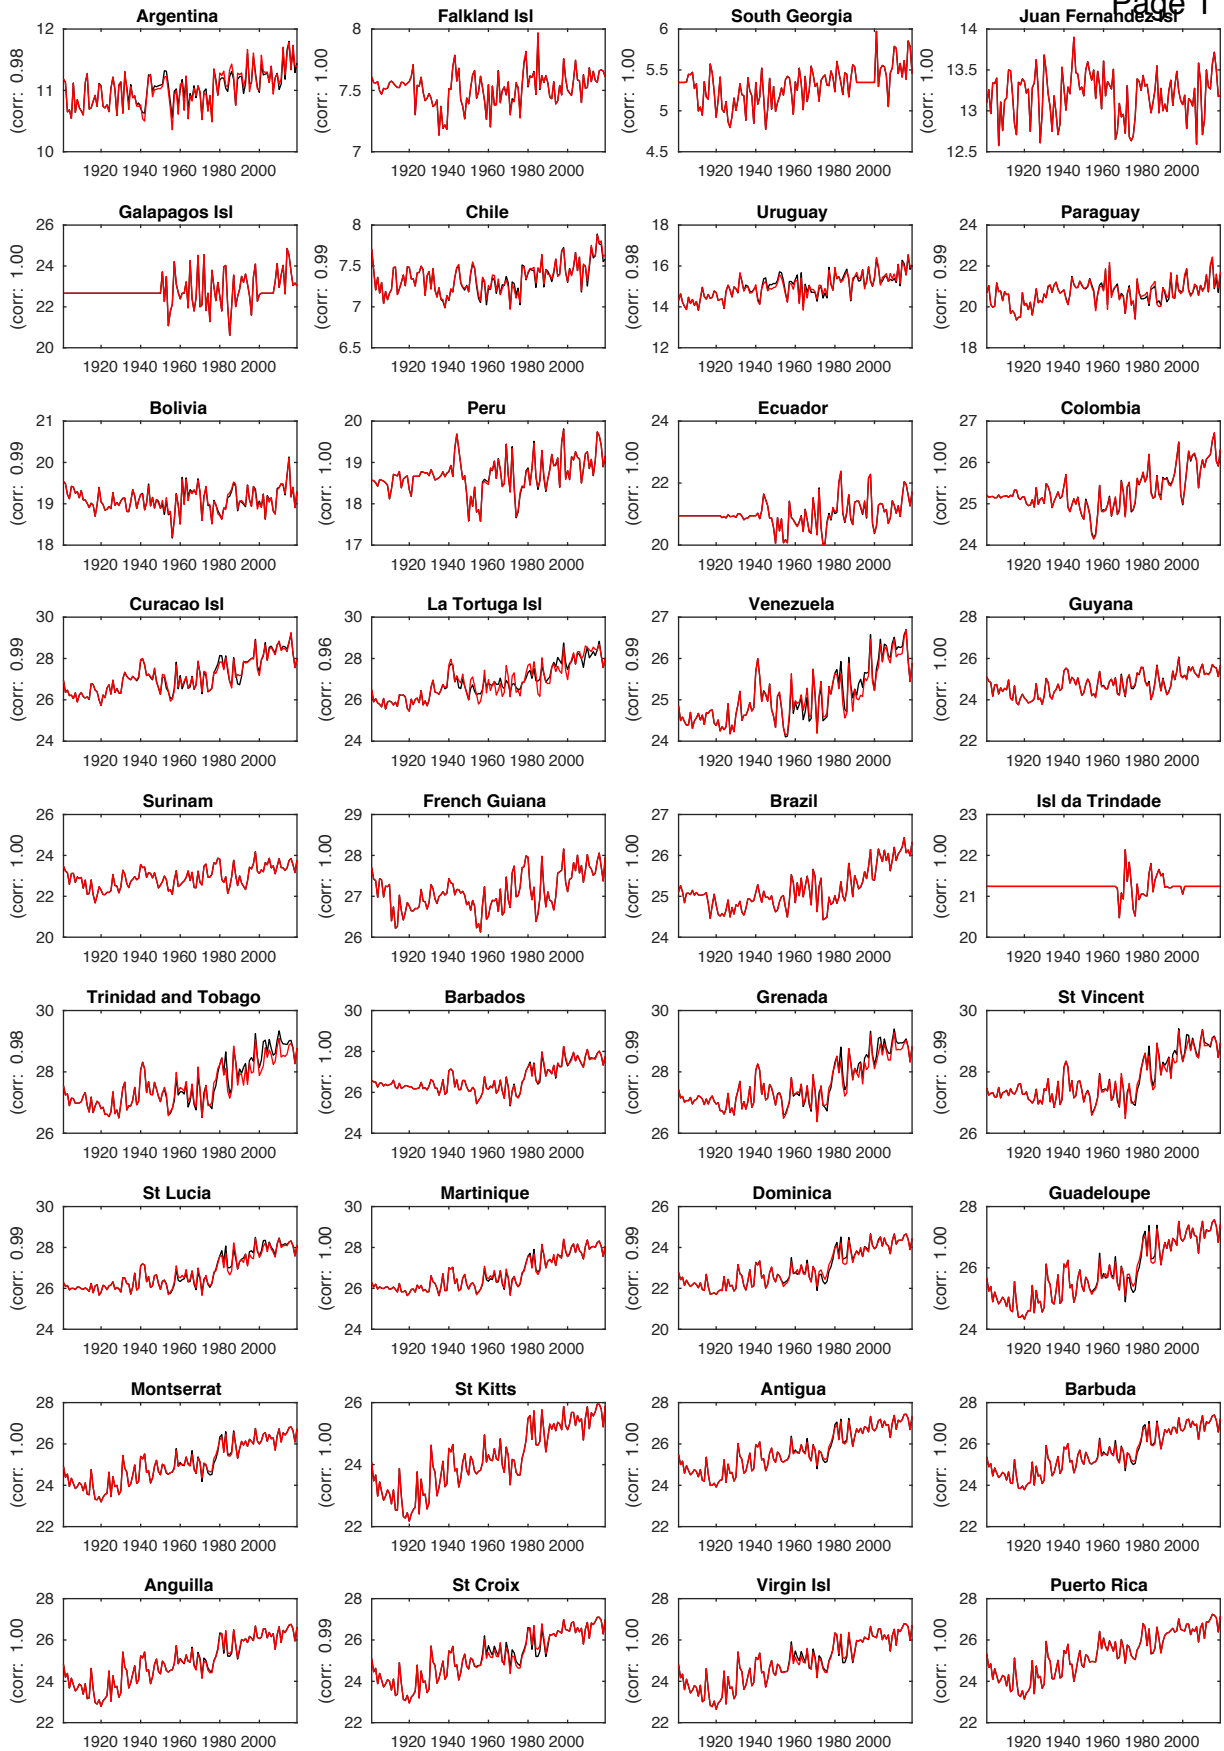 Page 1
Argentina Falkland Isl South Georgia Juan Fernandez Isl
(corr: 0.98 (corr: 1.00 (corr: 1.00 (corr: 1.00
12 11 10 8 7.5 7 6 5.5 5 4.5 14 13.5 13 12.5
1920 1940 1960 1980 2000 1920 1940 1960 1980 2000 1920 1940 1960 1980 2000 1920 1940 1960 1980 2000
Galapagos Isl Chile Uruguay Paraguay
(corr: 1.00 (corr: 0.99 (corr: 0.98 (corr: 0.99
26 24 22 20 8 7.5 7 6.5 18 16 14 12 24 22 20 18
1920 1940 1960 1980 2000 1920 1940 1960 1980 2000 1920 1940 1960 1980 2000 1920 1940 1960 1980 2000
Bolivia Peru Ecuador Colombia
(corr: 0.99 (corr: 1.00 (corr: 1.00 (corr: 1.00
21 20 19 18 20 19 18 17 24 22 20 27 26 25 24
1920 1940 1960 1980 2000 1920 1940 1960 1980 2000 1920 1940 1960 1980 2000 1920 1940 1960 1980 2000
Curacao Isl La Tortuga Isl Venezuela Guyana
(corr: 0.99 (corr: 0.96 (corr: 0.99 (corr: 1.00
30 28 26 24 30 28 26 24 27 26 25 24 28 26 24 22
1920 1940 1960 1980 2000 1920 1940 1960 1980 2000 1920 1940 1960 1980 2000 1920 1940 1960 1980 2000
Surinam French Guiana Brazil Isl da Trindade
(corr: 1.00 (corr: 1.00 (corr: 1.00 (corr: 1.00
26 24 22 20 29 28 27 26 27 26 25 24 23 22 21 20
1920 1940 1960 1980 2000 1920 1940 1960 1980 2000 1920 1940 1960 1980 2000 1920 1940 1960 1980 2000
Trinidad and Tobago Barbados Grenada St Vincent
(corr: 0.98 (corr: 1.00 (corr: 0.99 (corr: 0.99
30 28 26 30 28 26 24 30 28 26 30 28 26
1920 1940 1960 1980 2000 1920 1940 1960 1980 2000 1920 1940 1960 1980 2000 1920 1940 1960 1980 2000
St Lucia Martinique Dominica Guadeloupe
(corr: 0.99 (corr: 1.00 (corr: 0.99 (corr: 1.00
30 28 26 24 30 28 26 24 26 24 22 20 28 26 24
1920 1940 1960 1980 2000 1920 1940 1960 1980 2000 1920 1940 1960 1980 2000 1920 1940 1960 1980 2000
Montserrat St Kitts Antigua Barbuda
(corr: 1.00 (corr: 1.00 (corr: 1.00 (corr: 1.00
28 26 24 22 26 24 22 28 26 24 22 28 26 24 22
1920 1940 1960 1980 2000 1920 1940 1960 1980 2000 1920 1940 1960 1980 2000 1920 1940 1960 1980 2000
Anguilla St Croix Virgin Isl Puerto Rica
(corr: 1.00 (corr: 0.99 (corr: 1.00 (corr: 1.00
28 26 24 22 28 26 24 22 28 26 24 22 28 26 24 22
1920 1940 1960 1980 2000 1920 1940 1960 1980 2000 1920 1940 1960 1980 2000 1920 1940 1960 1980 2000